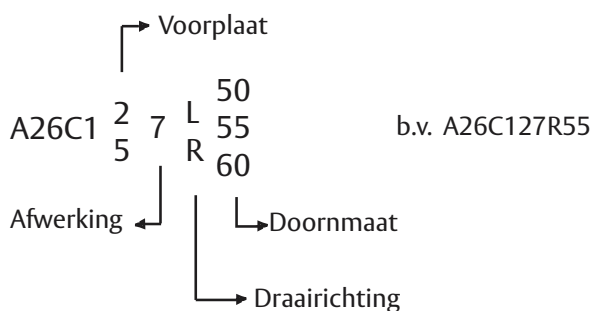 Voorplaat
50
A26C1 2 7 L 55 b.v. A26C127R55
5 R
60
Afwerking
Doornmaat
Draairichting